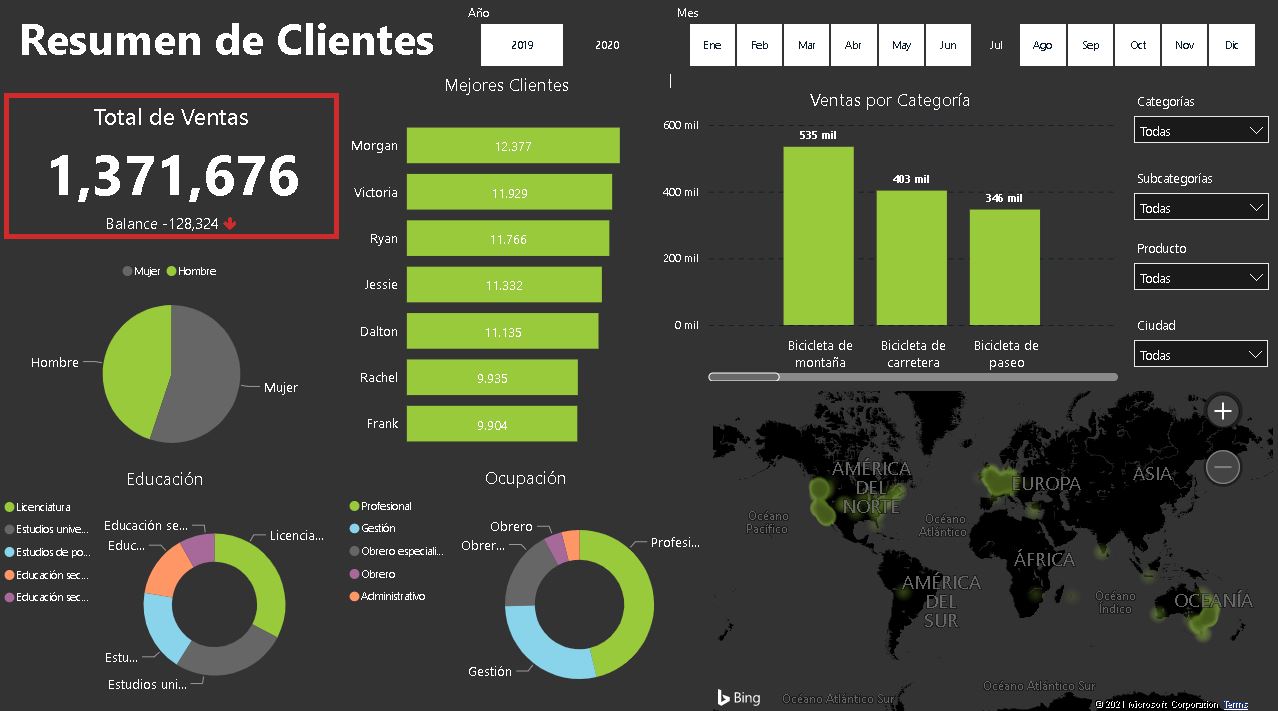 Resumen de Clientes
Año
2019
2020
Mes
Ene
Feb
Mar
Abr
May
Jun
Jul
Ago
Sep
Oct
Nov
Dic
Total de Ventas
1,371,676
Balance -128,324
Mujer
Hombre
Hombre
Mujer
Mejores Clientes
Morgan
12.377
Victoria
11.929
Ryan
11.766
Jessie
11.332
Dalton
11.135
Rachel
9.935
Frank
9.904
Ventas por Categoría
600 mil
400 mil
200 mil
0 mil
535 mil
403 mil
346 mil
Bicicleta de
montaña
Bicicleta de
carretera
Bicicleta de
paseo
Categorías
Todas
Subcategorías
Todas
Producto
Todas
Ciudad
Todas
Educación
Licenciatura
Estudios unive...
Estudios de po...
Educación sec...
Educación sec...
Educación se...
Educ...
Estu...
Estudios uni...
Licencia...
Ocupación
Profesional
Gestión
Obrero especiali...
Obrero
Administrativo
Obrero
Obrer...
Gestión
Profesi...
AMÉRICA
DEL
NORTE
EUROPA
ASIA
Océano
Pacífico
Océano
Atlántico
ÁFRICA
AMÉRICA
DEL
SUR
Océano
Índico
OCEANÍA
Océano Atlántico Sur
Océano Atlántico Sur
Bing
© 2021 Microsoft Corporation Terms